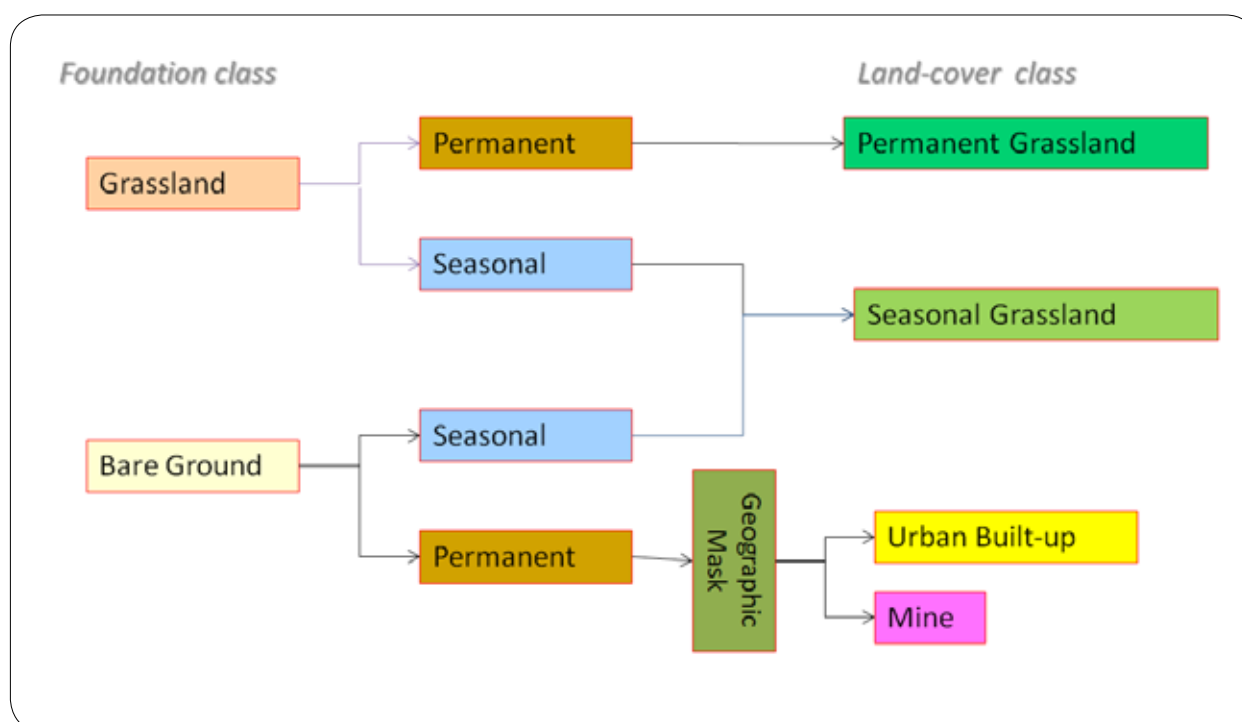 Foundation class
Land-cover class
Permanent
Permanent Grassland
Grassland
Seasonal
Seasonal Grassland
Seasonal
Bare Ground
Geographic
Mask
Urban Built-up
Permanent
Mine